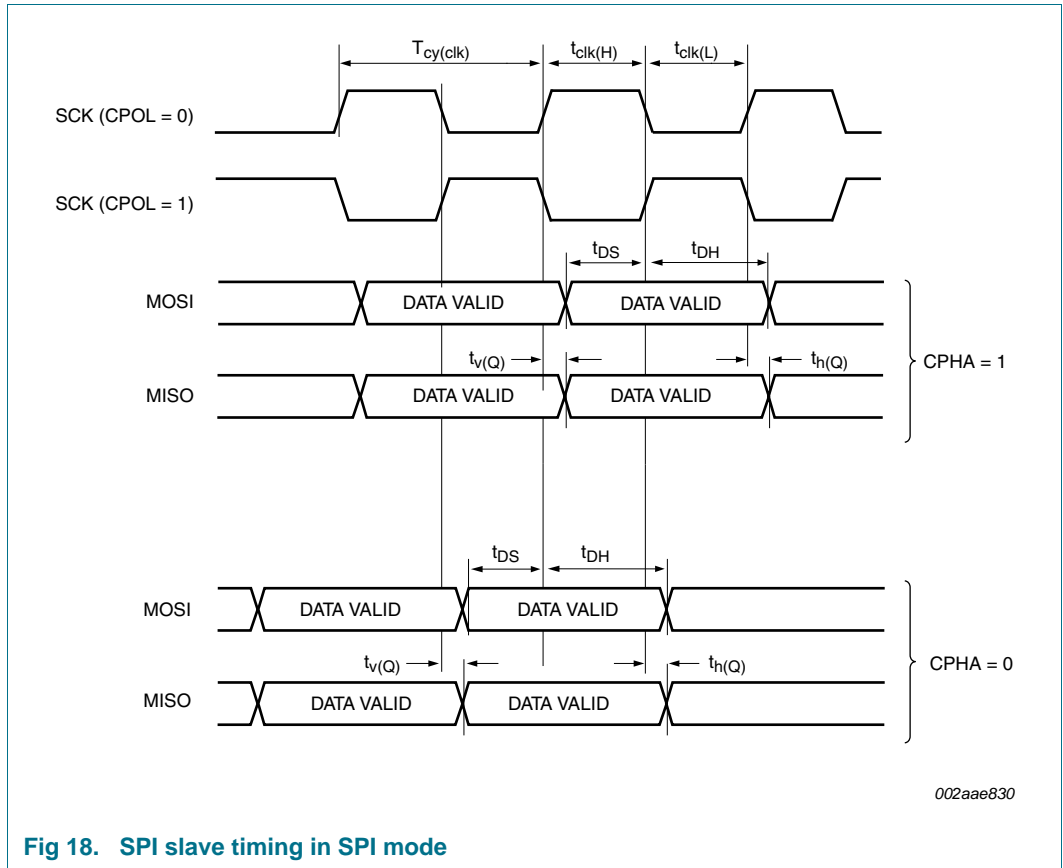 Tcy(clk) tclk(H) tclk(L)
SCK (CPOL = 0)
SCK (CPOL = 1)
tDS tDH
MOSI DATA VALID DATA VALID
tv(Q) th(Q)
CPHA = 1
MISO DATA VALID DATA VALID
tDS tDH
MOSI DATA VALID DATA VALID
tv(Q) th(Q)
CPHA = 0
MISO DATA VALID DATA VALID
002aae830
Fig 18. SPI slave timing in SPI mode